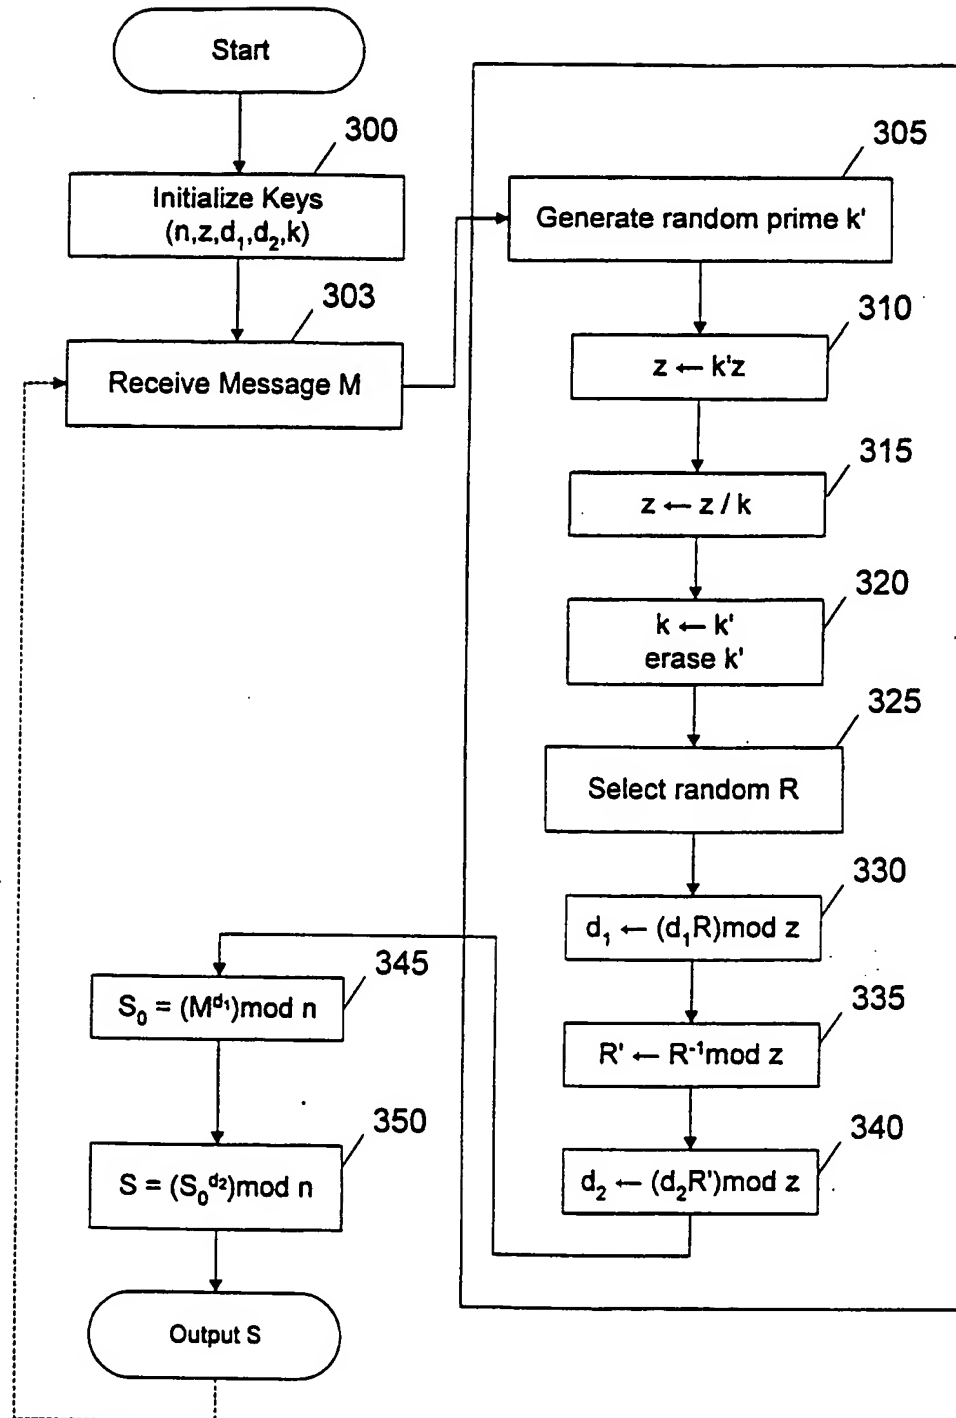 Start
300
Initialize Keys
(n,z,d₁,d₂,k)
303
Receive Message M
305
Generate random prime k'
310
z ← k'z
315
z ← z / k
320
k ← k'
erase k'
325
Select random R
330
d₁ ← (d₁R)mod z
335
R' ← R⁻¹mod z
340
d₂ ← (d₂R')mod z
345
S₀ = (M^d₁)mod n
350
S = (S₀^d₂)mod n
Output S